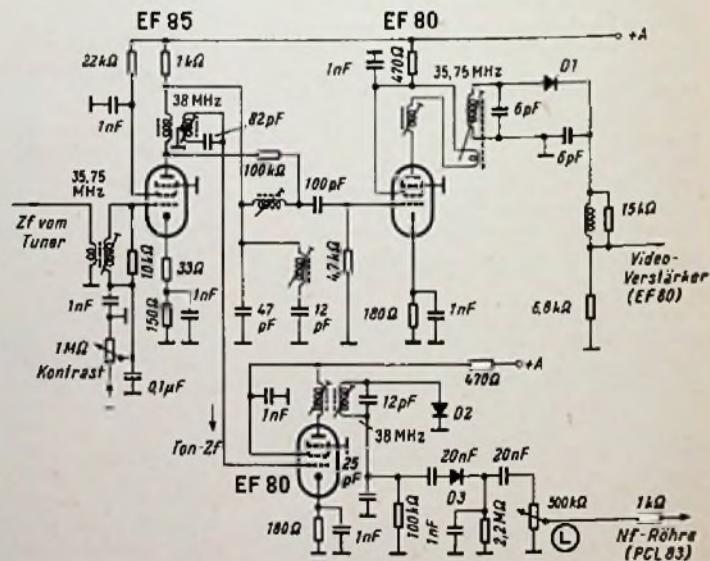 EF 85
EF 80
+A
22kΩ
1kΩ
1nF
38 MHz
82pF
100kΩ
1nF
470Ω
35,75 MHz
D1
6pF
6pF
35,75 MHz
Zf vom
Tuner
10kΩ
33Ω
150Ω
1nF
1nF
1MΩ
Kontrast
0,1µF
100pF
4,7kΩ
47
pF
12
pF
180Ω
1nF
15kΩ
Video-
Verstärker
(EF 80)
6,8kΩ
+A
470Ω
1nF
12pF
D2
38 MHz
Ton-Zf
EF 80
25
pF
180Ω
1nF
100kΩ
20nF
D3
1nF
2,2MΩ
20nF
500kΩ
L
1kΩ
Nf-Röhre
(PCL 83)